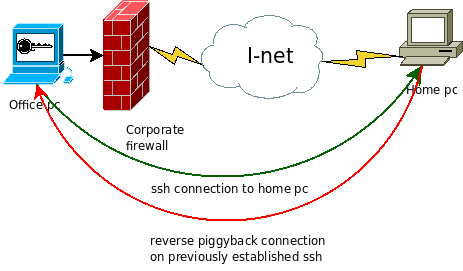 I-net
Office pc
Home pc
Corporate
firewall
ssh connection to home pc
reverse piggyback connection
on previously established ssh